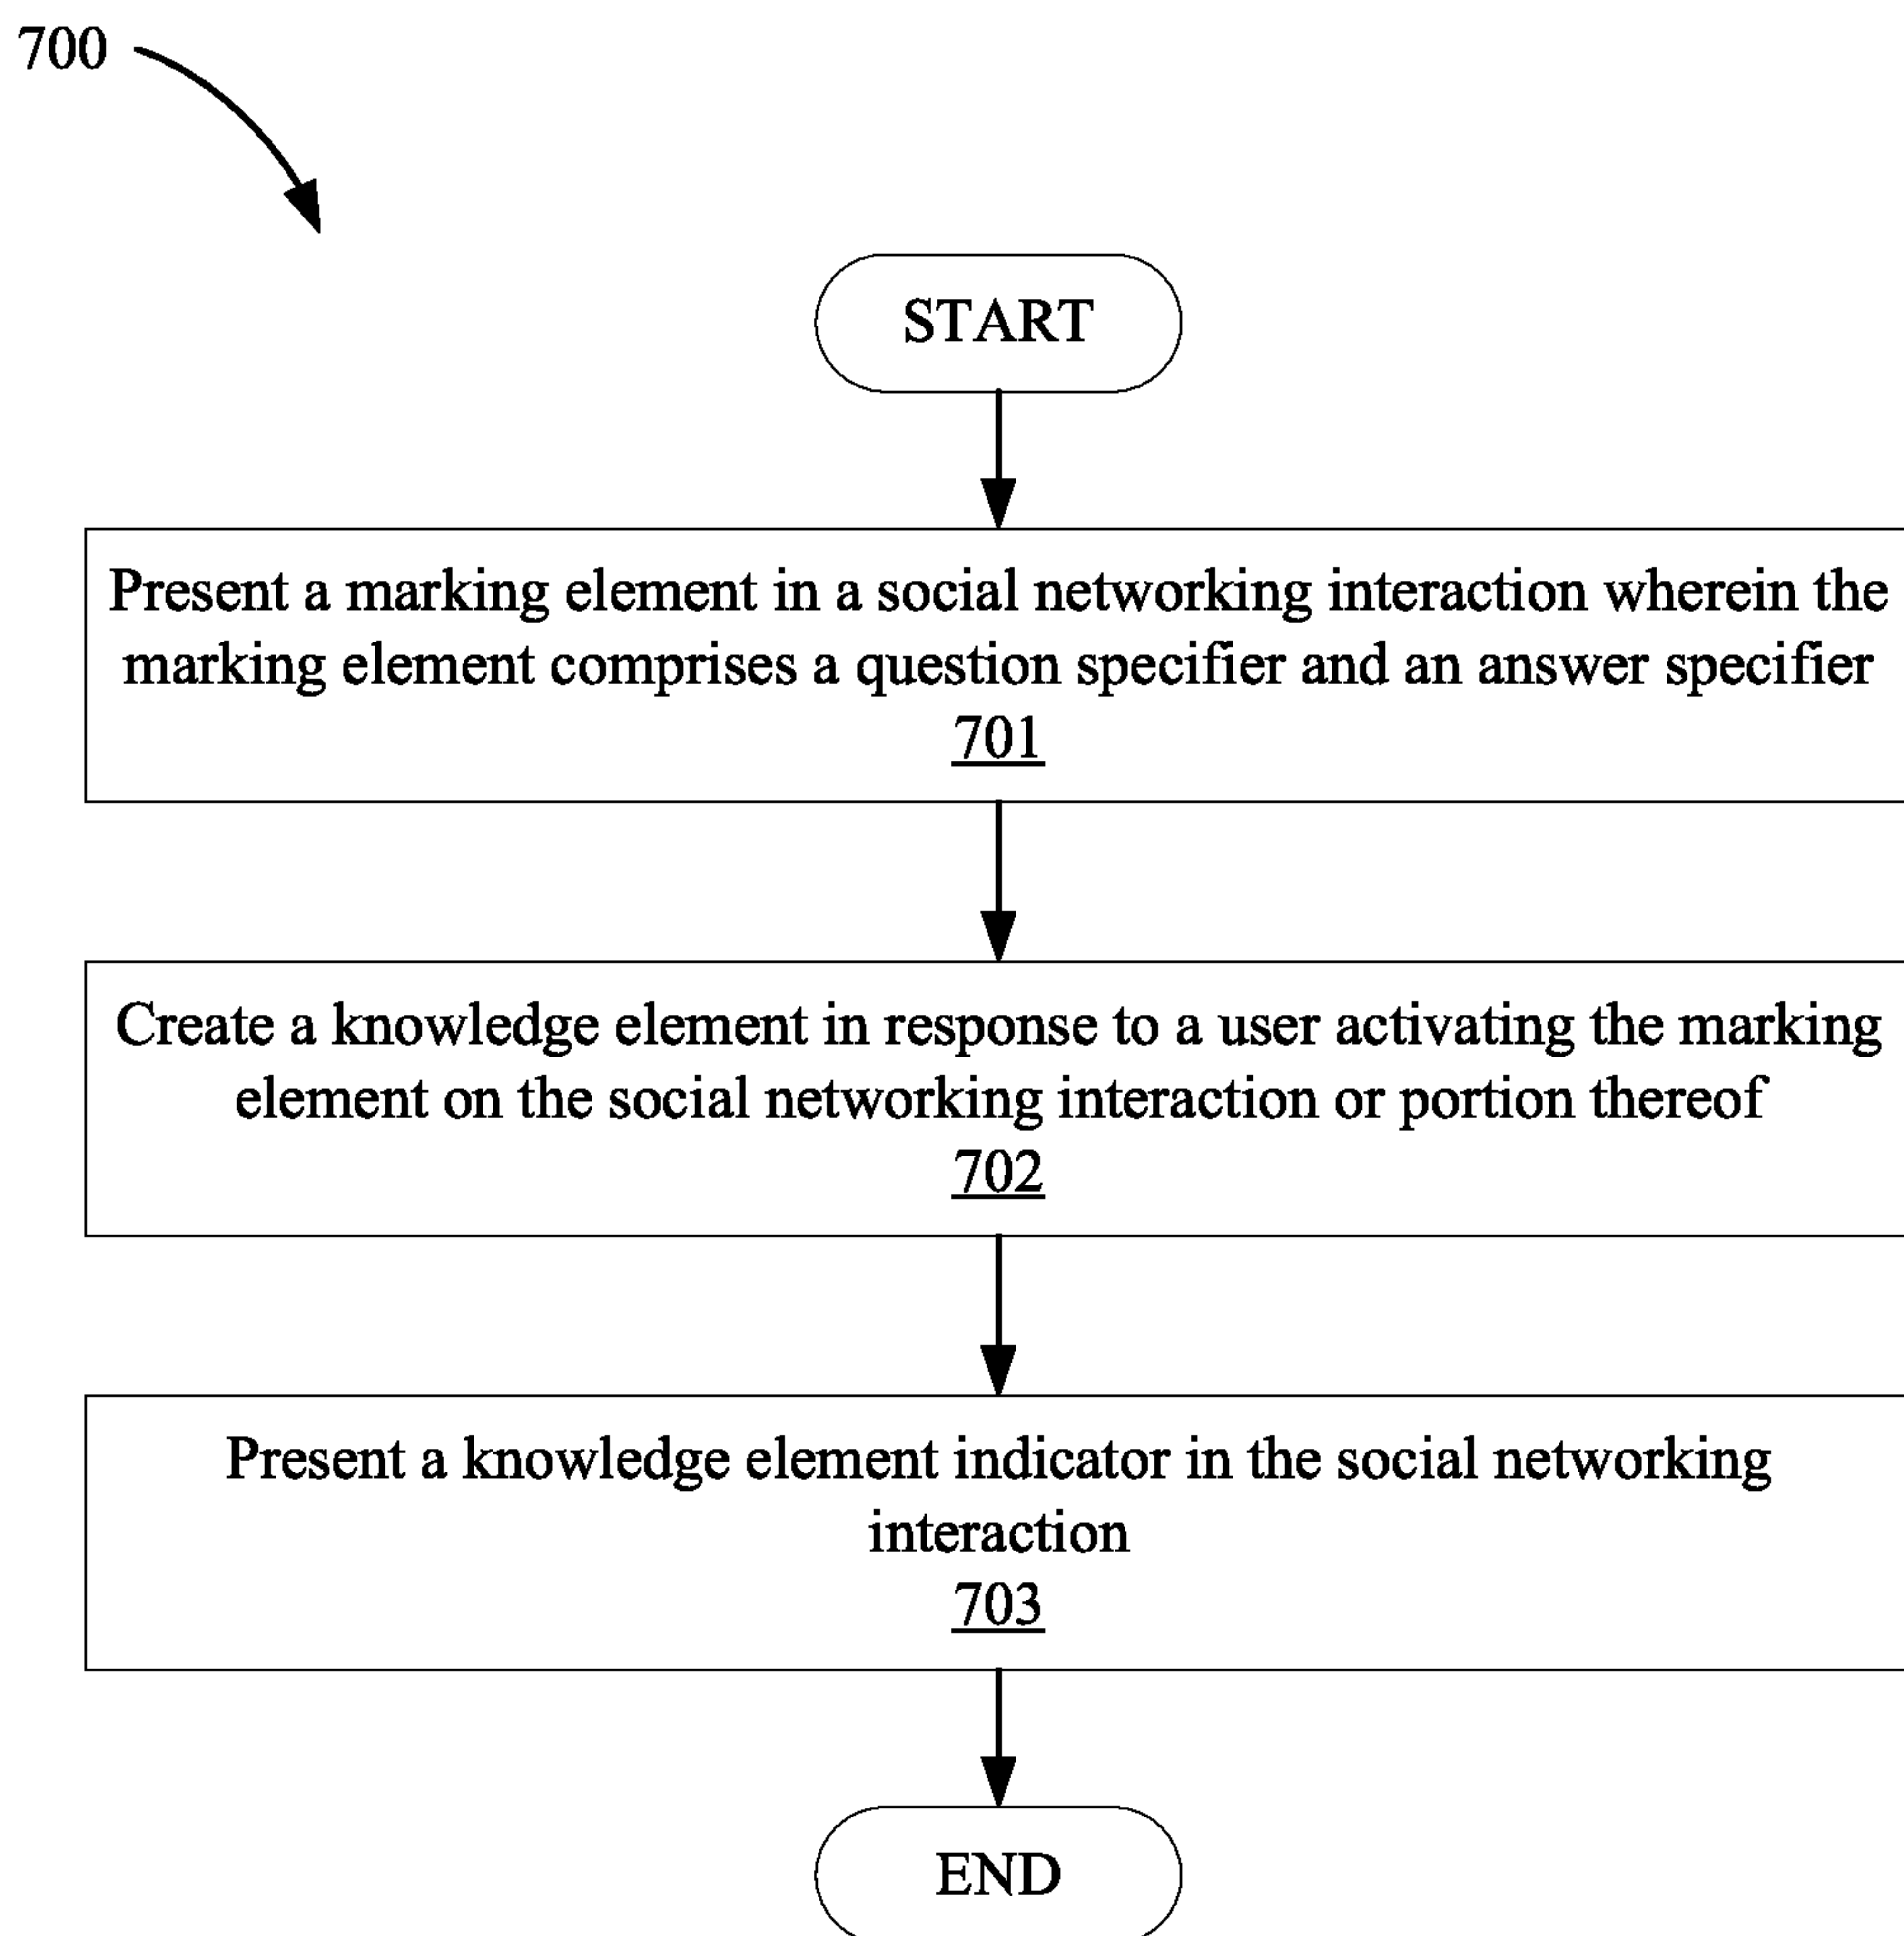 700
START
Present a marking element in a social networking interaction wherein the
marking element comprises a question specifier and an answer specifier
701
Create a knowledge element in response to a user activating the marking
element on the social networking interaction or portion thereof
702
Present a knowledge element indicator in the social networking
interaction
703
END